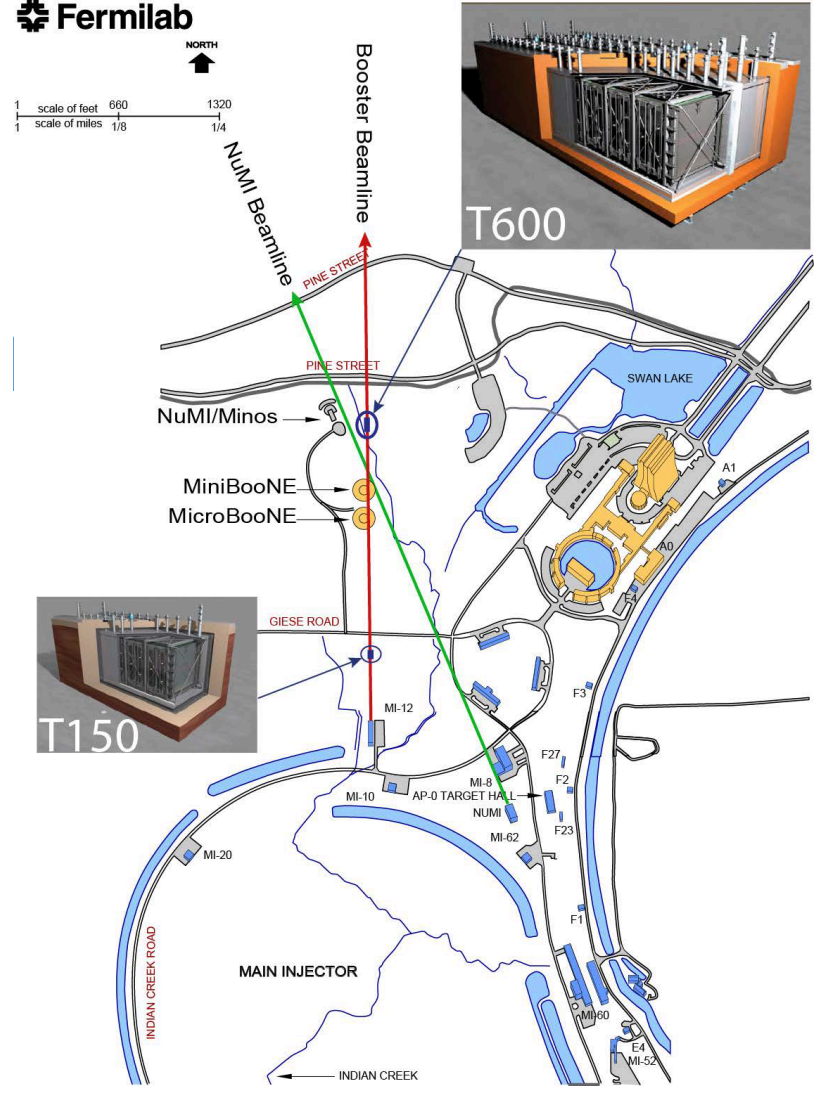 Fermilab
NORTH
1 scale of feet 660 1320
1 scale of miles 1/8 1/4
Booster Beamline
NuMI Beamline
T600
PINE STREET
PINE STREET
SWAN LAKE
NuMI/Minos
MiniBooNE
MicroBooNE
A1
A0
F4
GIESE ROAD
T150
F3
MI-12
F27
MI-8
F2
MI-10
AP-0 TARGET HALL
NUMI
F23
MI-62
MI-20
F1
INDIAN CREEK ROAD
MAIN INJECTOR
MI-60
E4
MI-52
INDIAN CREEK